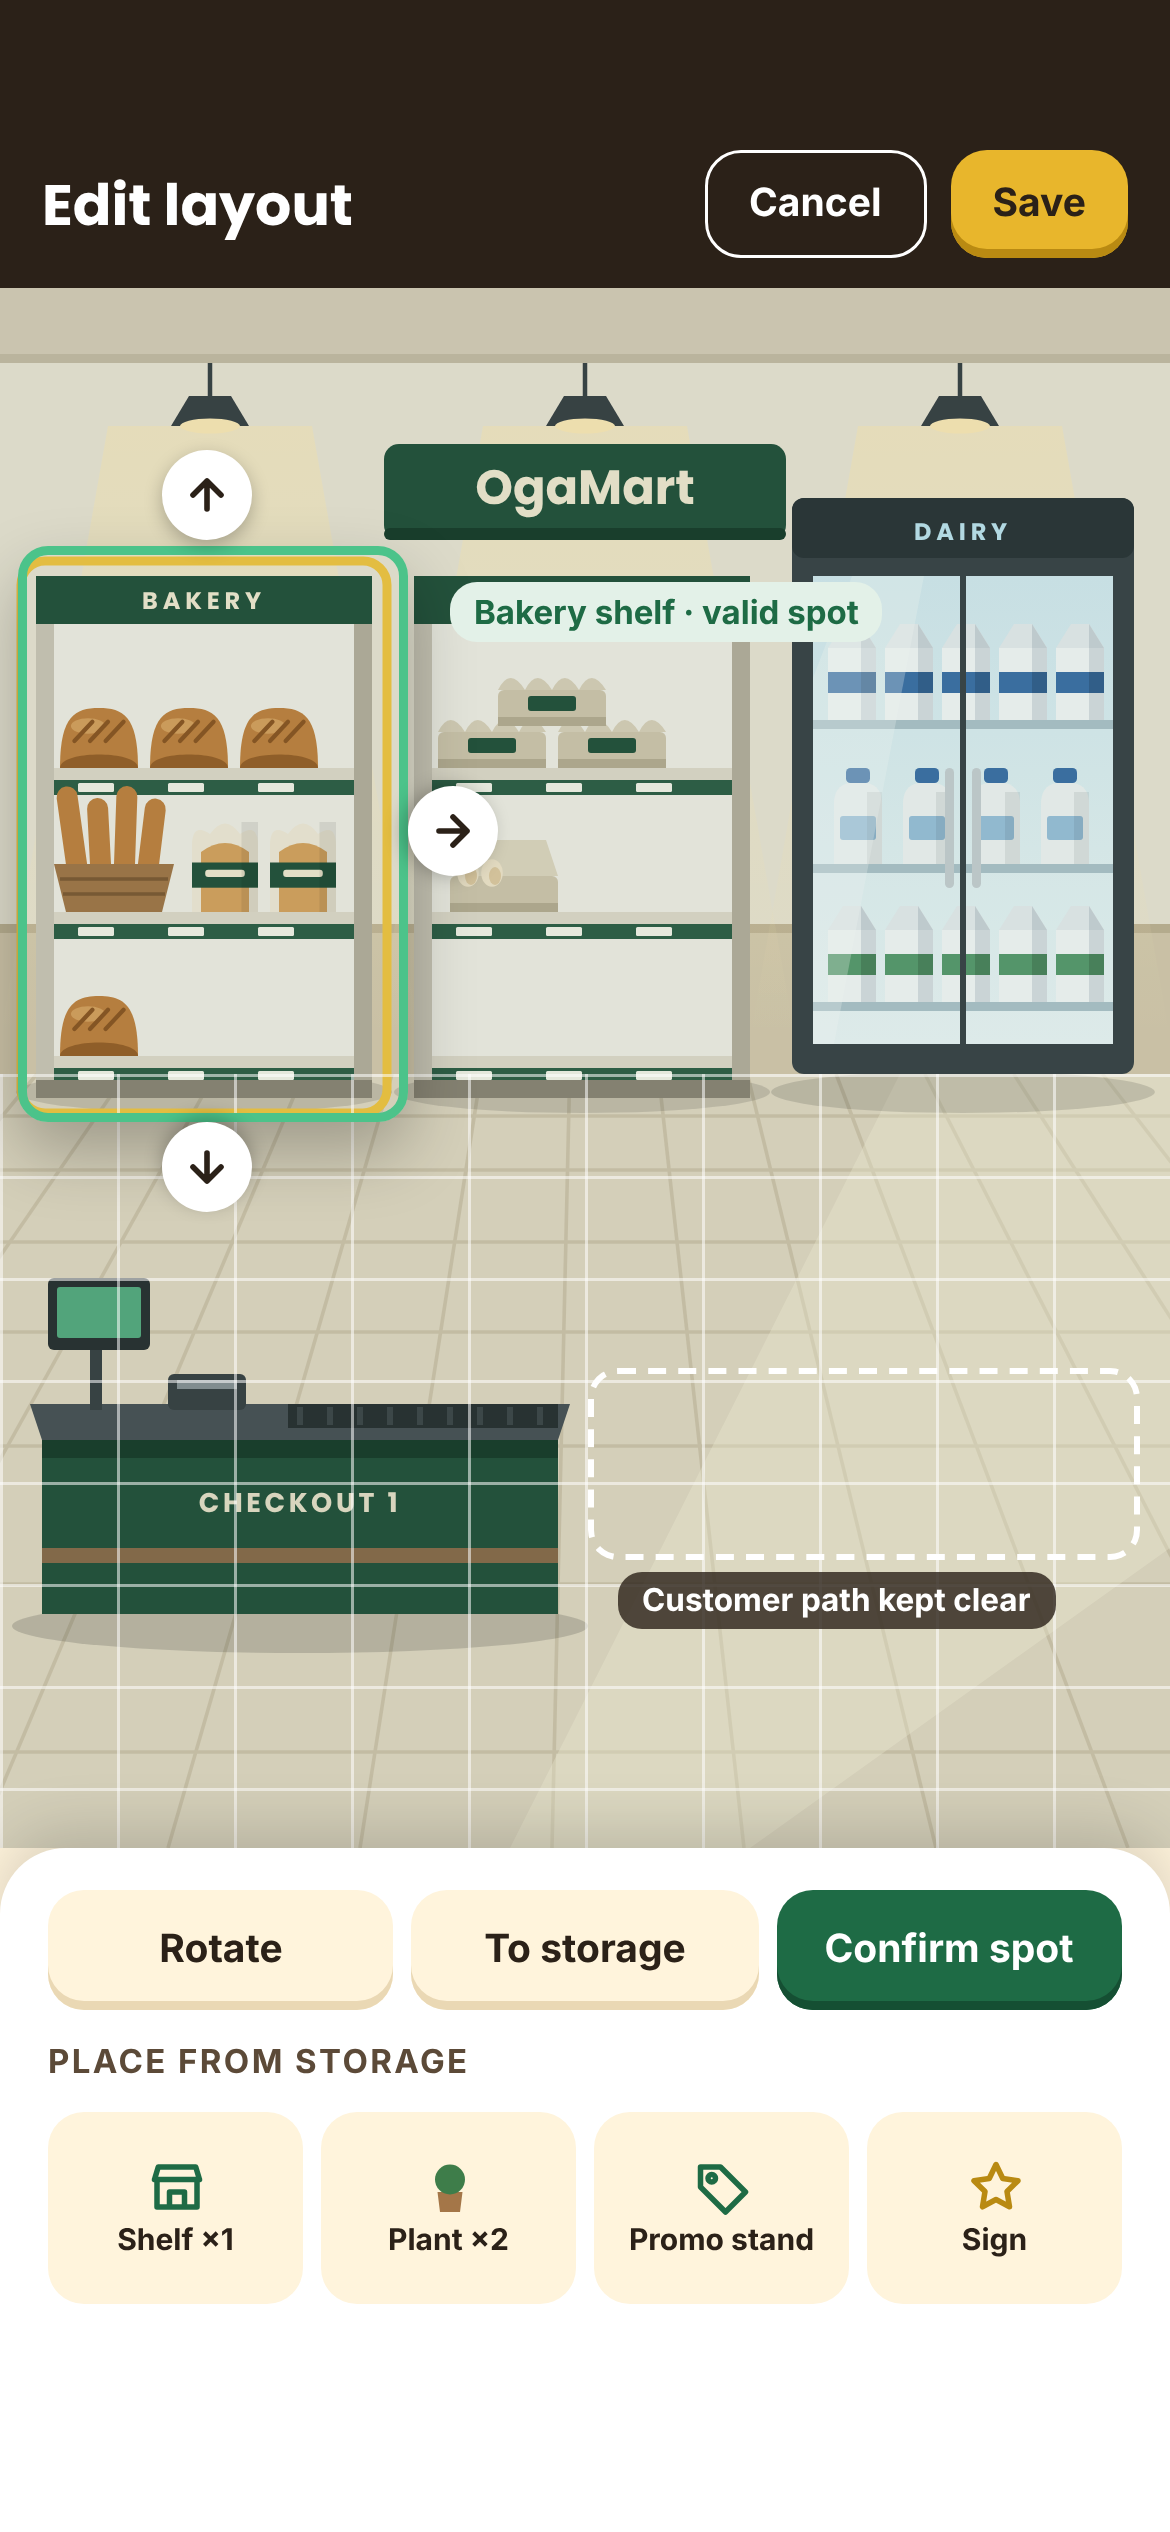 Edit layout
Cancel
Save
OgaMart
DAIRY
BAKERY
Bakery shelf · valid spot
CHECKOUT 1
Customer path kept clear
Rotate
To storage
Confirm spot
PLACE FROM STORAGE
Shelf ×1
Plant ×2
Promo stand
Sign